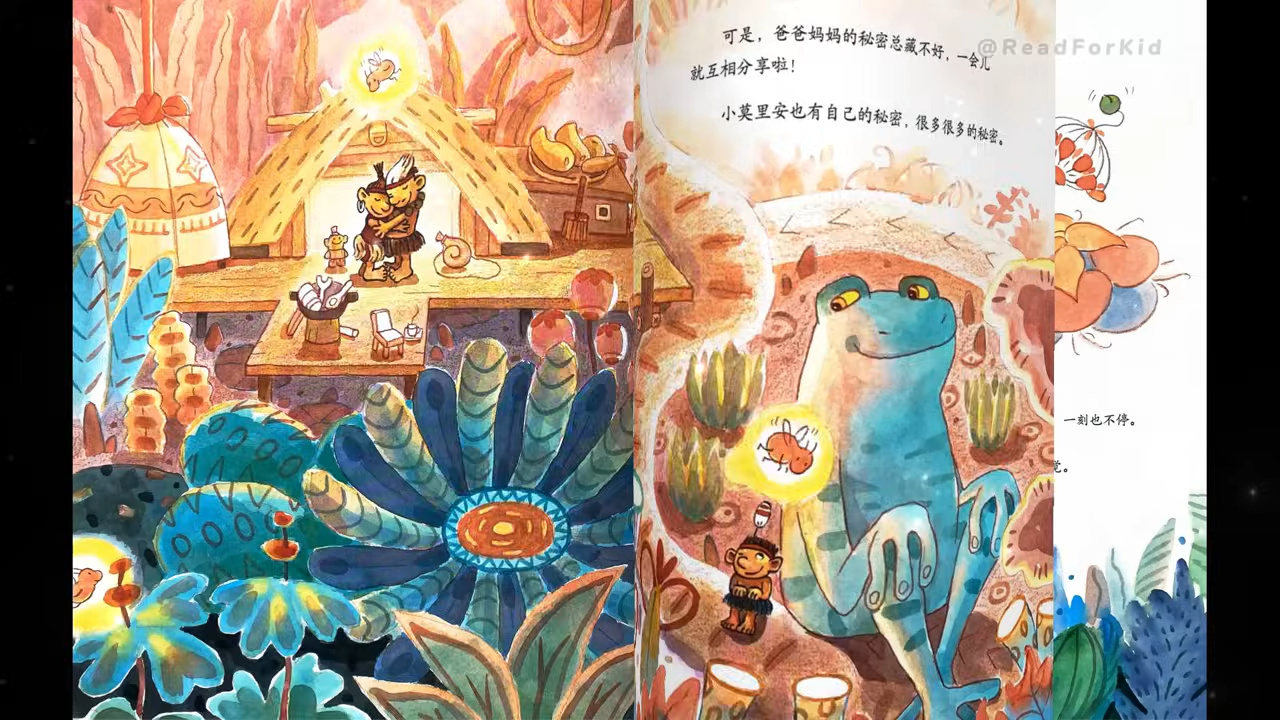 可是，爸爸妈妈的秘密总藏不好，一会儿
就互相分享啦！
小莫里安也有自己的秘密，很多很多的秘密。
@ReadForKid
一刻也不停。
觉。